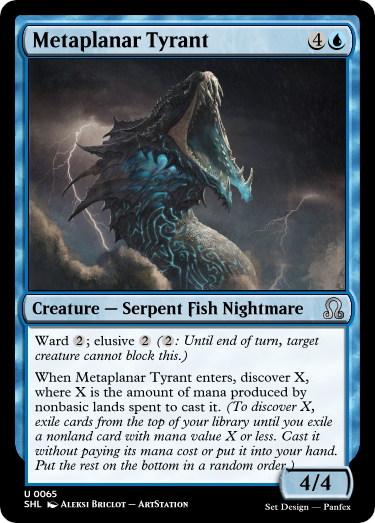 Metaplanar Tyrant 4
Creature — Serpent Fish Nightmare
Ward 2; elusive 2 (2: Until end of turn, target
creature cannot block this.)
When Metaplanar Tyrant enters, discover X,
where X is the amount of mana produced by
nonbasic lands spent to cast it. (To discover X,
exile cards from the top of your library until you exile
a nonland card with mana value X or less. Cast it
without paying its mana cost or put it into your hand.
Put the rest on the bottom in a random order.)
4/4
U 0065
SHL Aleksi Briclot — ArtStation
Set Design — Panfex